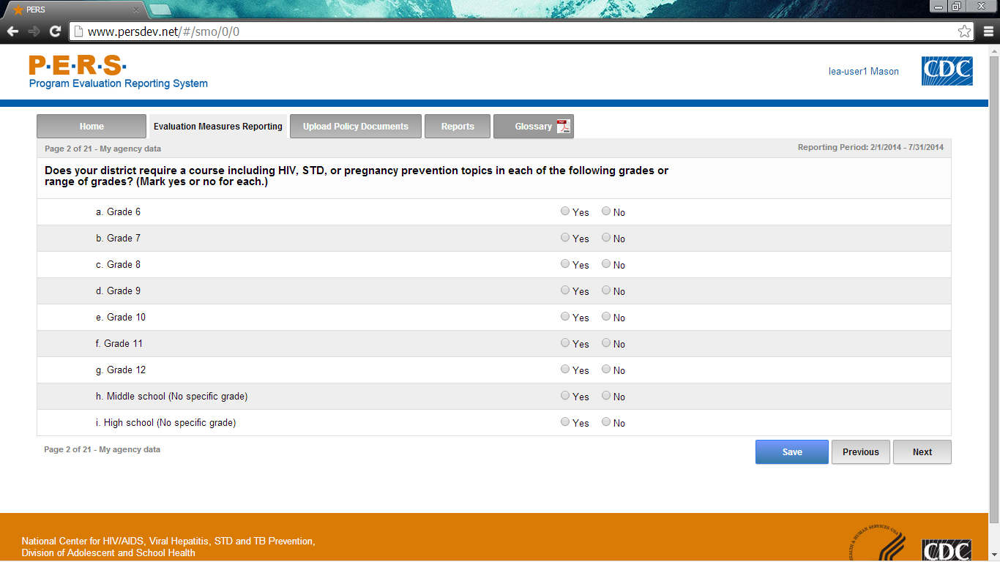 PERS
www.persdev.net/#/smo/0/0
P·E·R·S·
Program Evaluation Reporting System
lea-user1 Mason
CDC
Home
Evaluation Measures Reporting
Upload Policy Documents
Reports
Glossary
Page 2 of 21 - My agency data
Reporting Period: 2/1/2014 - 7/31/2014
Does your district require a course including HIV, STD, or pregnancy prevention topics in each of the following grades or
range of grades? (Mark yes or no for each.)
a. Grade 6 Yes No
b. Grade 7 Yes No
c. Grade 8 Yes No
d. Grade 9 Yes No
e. Grade 10 Yes No
f. Grade 11 Yes No
g. Grade 12 Yes No
h. Middle school (No specific grade) Yes No
i. High school (No specific grade) Yes No
Page 2 of 21 - My agency data
Save
Previous
Next
National Center for HIV/AIDS, Viral Hepatitis, STD and TB Prevention,
Division of Adolescent and School Health
HEALTH & HUMAN SERVICES·USA
CDC